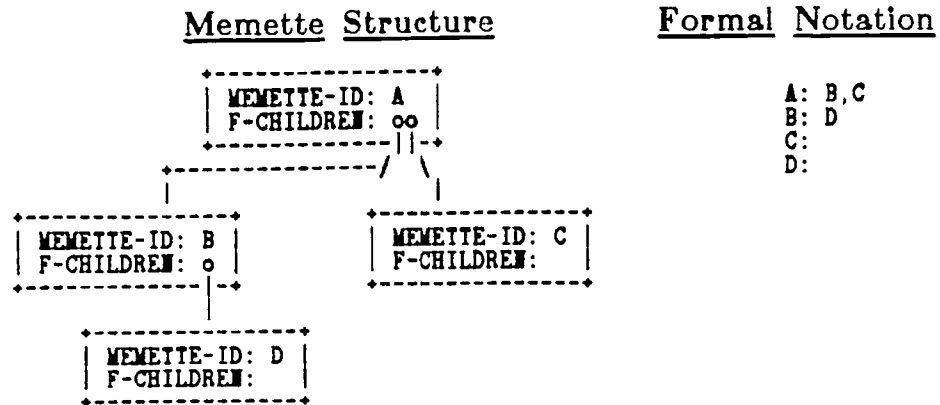 Memette Structure
Formal Notation
MEMETTE-ID: A
F-CHILDREN: oo
A: B,C
B: D
C:
D:
MEMETTE-ID: B
F-CHILDREN: o
MEMETTE-ID: C
F-CHILDREN:
MEMETTE-ID: D
F-CHILDREN: